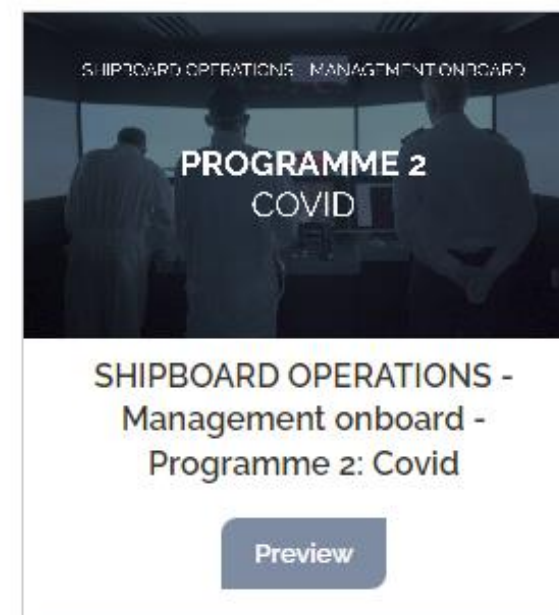 SHIPBOARD OPERATIONS - MANAGEMENT ONBOARD
PROGRAMME 2
COVID
SHIPBOARD OPERATIONS -
Management onboard -
Programme 2: Covid
Preview